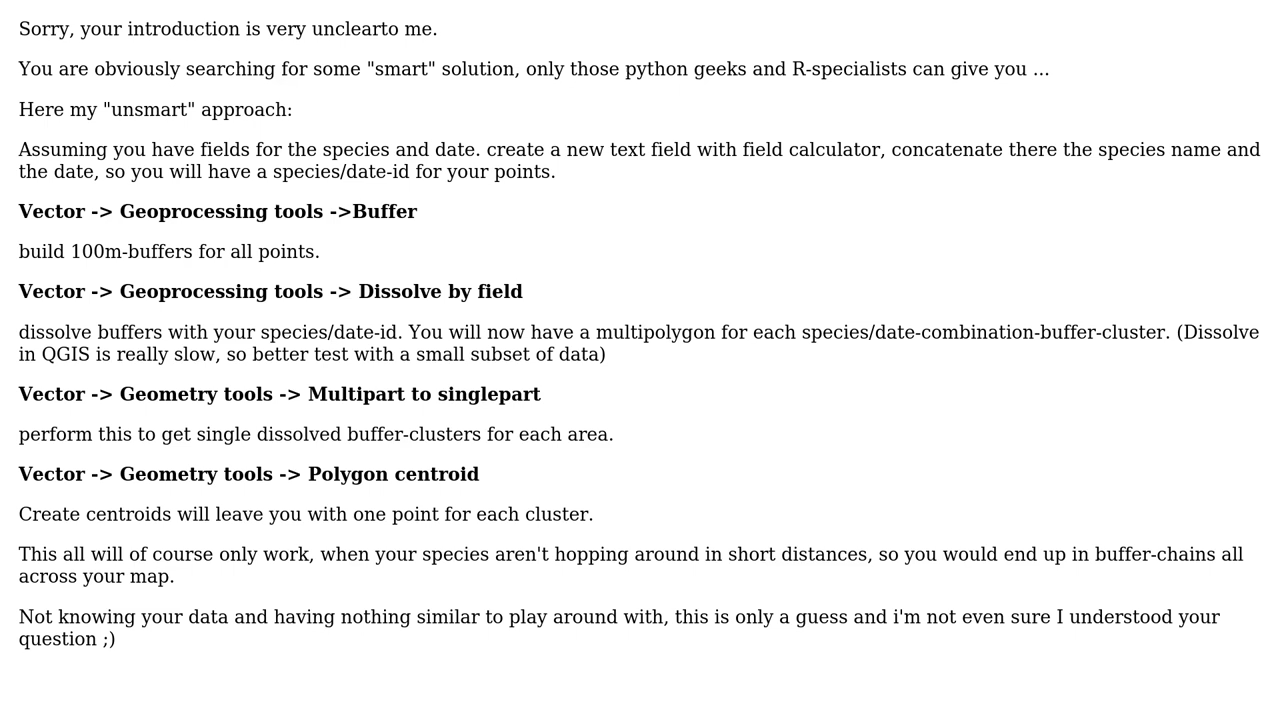 Sorry, your introduction is very unclearto me.
You are obviously searching for some "smart" solution, only those python geeks and R-specialists can give you ...
Here my "unsmart" approach:
Assuming you have fields for the species and date. create a new text field with field calculator, concatenate there the species name and
the date, so you will have a species/date-id for your points.
Vector -> Geoprocessing tools ->Buffer
build 100m-buffers for all points.
Vector -> Geoprocessing tools -> Dissolve by field
dissolve buffers with your species/date-id. You will now have a multipolygon for each species/date-combination-buffer-cluster. (Dissolve
in QGIS is really slow, so better test with a small subset of data)
Vector -> Geometry tools -> Multipart to singlepart
perform this to get single dissolved buffer-clusters for each area.
Vector -> Geometry tools -> Polygon centroid
Create centroids will leave you with one point for each cluster.
This all will of course only work, when your species aren't hopping around in short distances, so you would end up in buffer-chains all
across your map.
Not knowing your data and having nothing similar to play around with, this is only a guess and i'm not even sure I understood your
question ;)